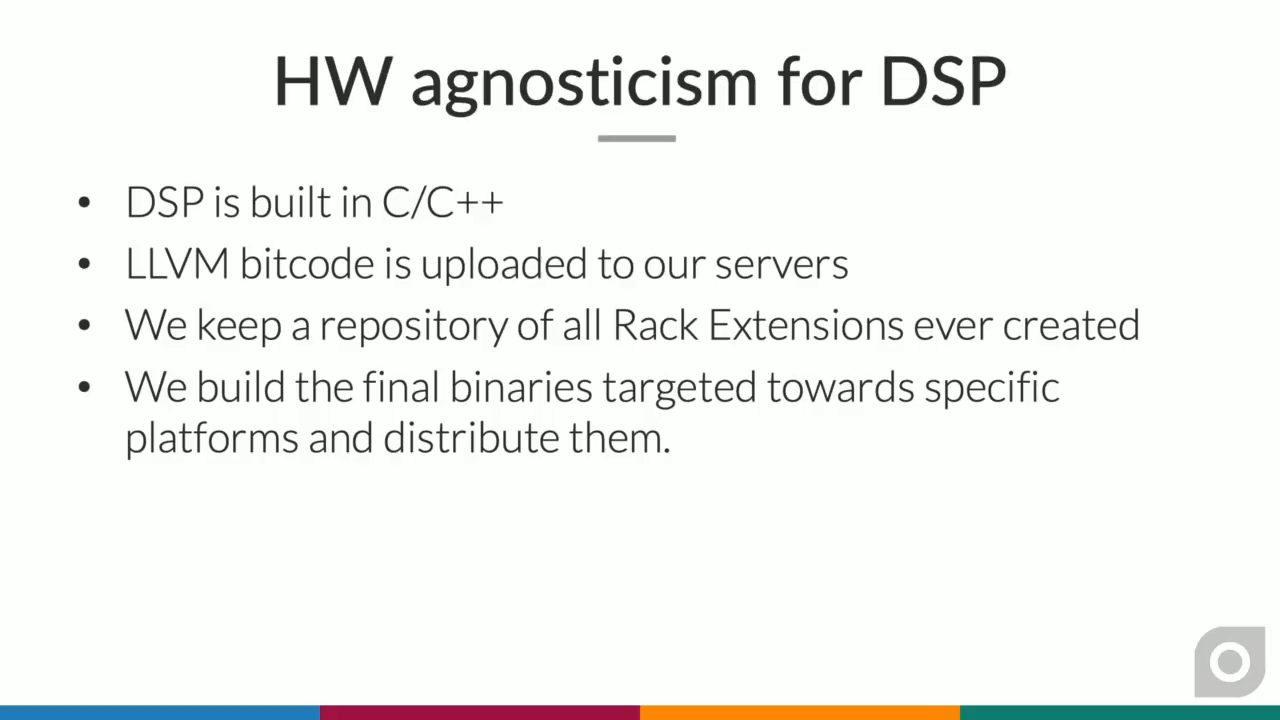 HW agnosticism for DSP
• DSP is built in C/C++
• LLVM bitcode is uploaded to our servers
• We keep a repository of all Rack Extensions ever created
• We build the final binaries targeted towards specific
platforms and distribute them.